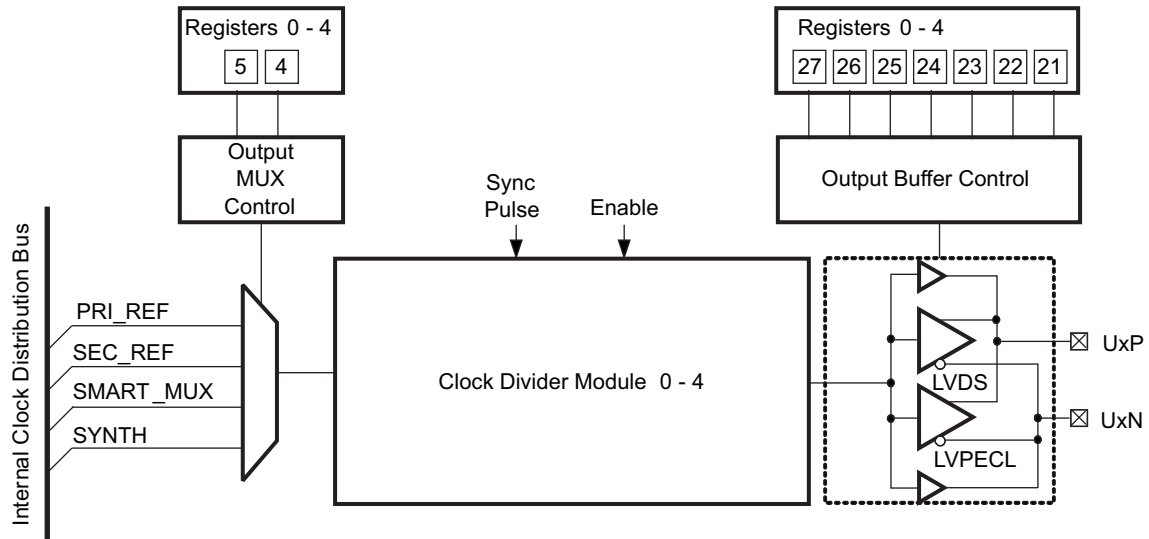 Registers 0 - 4
5 4
Output
MUX
Control
Registers 0 - 4
27 26 25 24 23 22 21
Output Buffer Control
Sync
Pulse
Enable
Internal Clock Distribution Bus
PRI_REF
SEC_REF
SMART_MUX
SYNTH
Clock Divider Module 0 - 4
LVDS
LVPECL
UxP
UxN